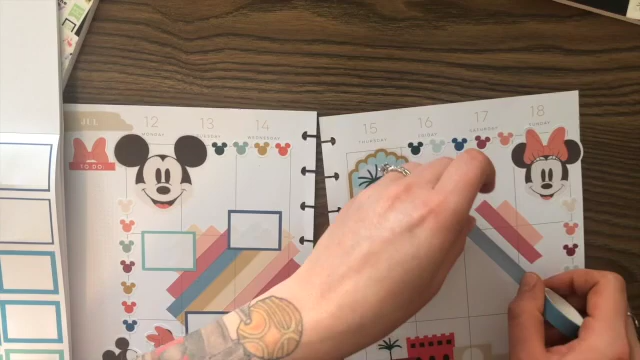 JUL
12
13
14
MONDAY
TUESDAY
WEDNESDAY
TO DO:
15
16
17
18
THURSDAY
FRIDAY
SATURDAY
SUNDAY